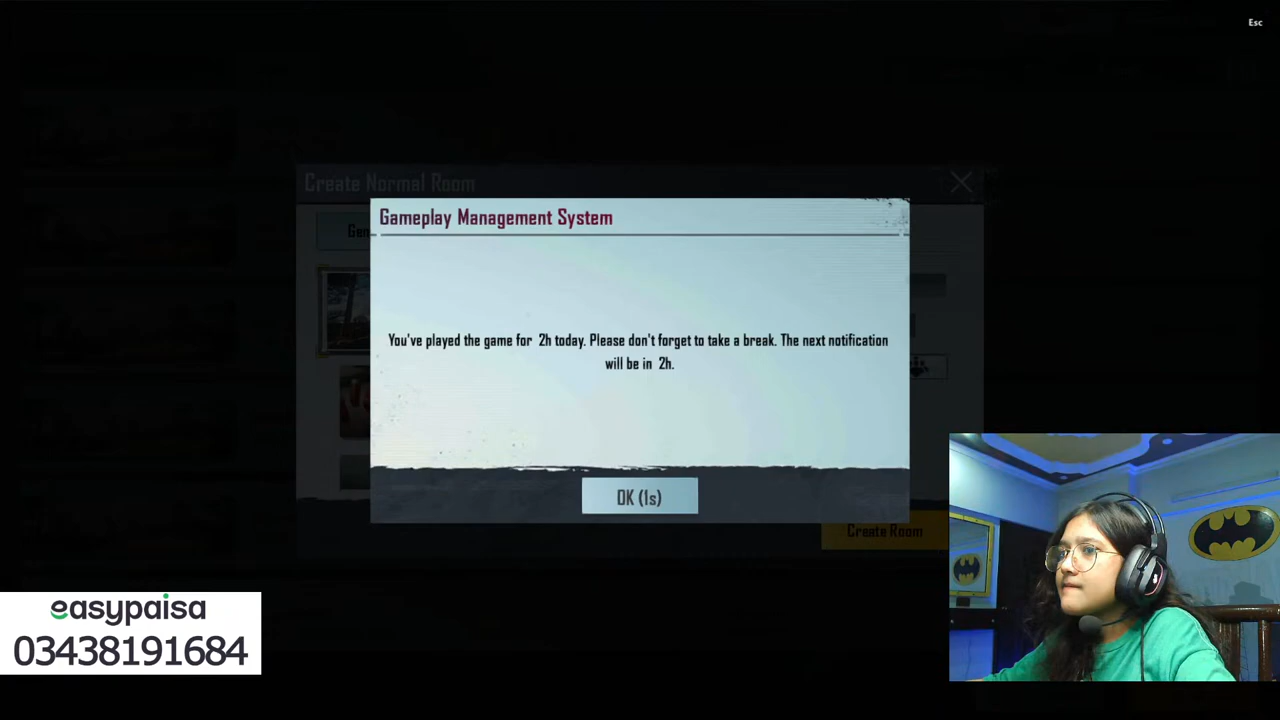 Esc
Create Normal Room
Gameplay Management System
You've played the game for 2h today. Please don't forget to take a break. The next notification
will be in 2h.
OK (1s)
Create Room
easypaisa
03438191684